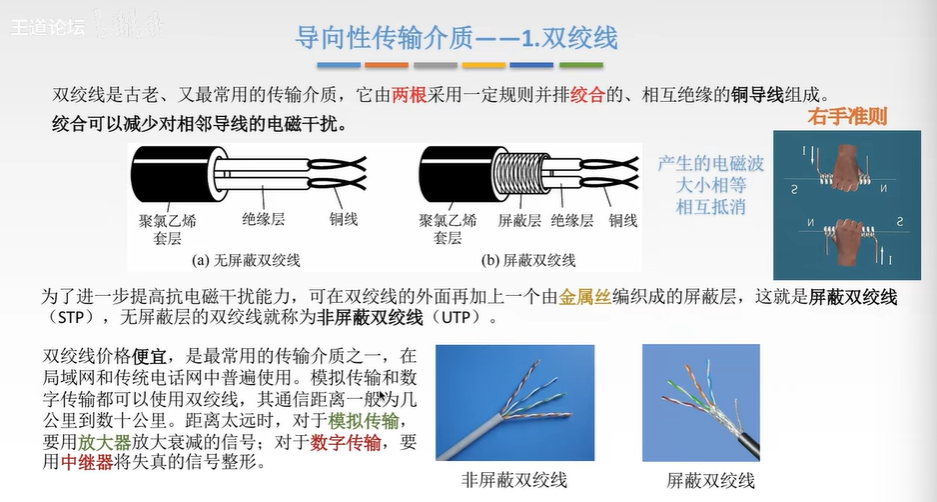 王道论坛
导向性传输介质——1.双绞线
双绞线是古老、又最常用的传输介质，它由两根采用一定规则并排绞合的、相互绝缘的铜导线组成。
绞合可以减少对相邻导线的电磁干扰。
右手准则
聚氯乙烯
套层
绝缘层
铜线
(a) 无屏蔽双绞线
聚氯乙烯
套层
屏蔽层
绝缘层
铜线
(b) 屏蔽双绞线
产生的电磁波
大小相等
相互抵消
I
S
N
N
S
I
为了进一步提高抗电磁干扰能力，可在双绞线的外面再加上一个由金属丝编织成的屏蔽层，这就是屏蔽双绞线
（STP），无屏蔽层的双绞线就称为非屏蔽双绞线（UTP）。
双绞线价格便宜，是最常用的传输介质之一，在
局域网和传统电话网中普遍使用。模拟传输和数
字传输都可以使用双绞线，其通信距离一般为几
公里到数十公里。距离太远时，对于模拟传输，
要用放大器放大衰减的信号；对于数字传输，要
用中继器将失真的信号整形。
非屏蔽双绞线
屏蔽双绞线